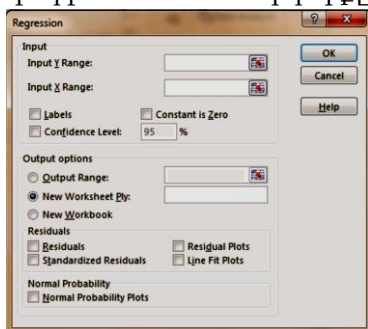 Regression
Input
Input Y Range:
Input X Range:
Labels
Constant is Zero
Confidence Level: 95 %
OK
Cancel
Help
Output options
Output Range:
New Worksheet Ply:
New Workbook
Residuals
Residuals
Residual Plots
Standardized Residuals
Line Fit Plots
Normal Probability
Normal Probability Plots